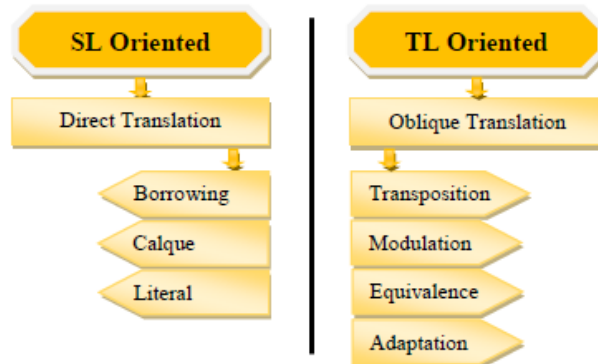 SL Oriented
Direct Translation
Borrowing
Calque
Literal
TL Oriented
Oblique Translation
Transposition
Modulation
Equivalence
Adaptation